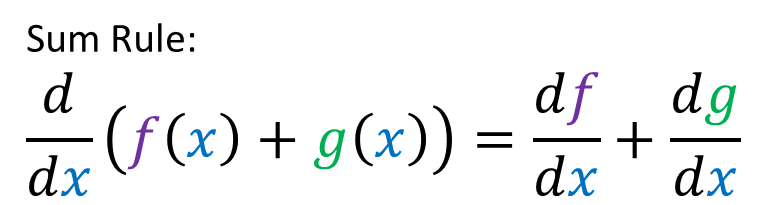 Sum Rule:
d/dx (f(x) + g(x)) = df/dx + dg/dx